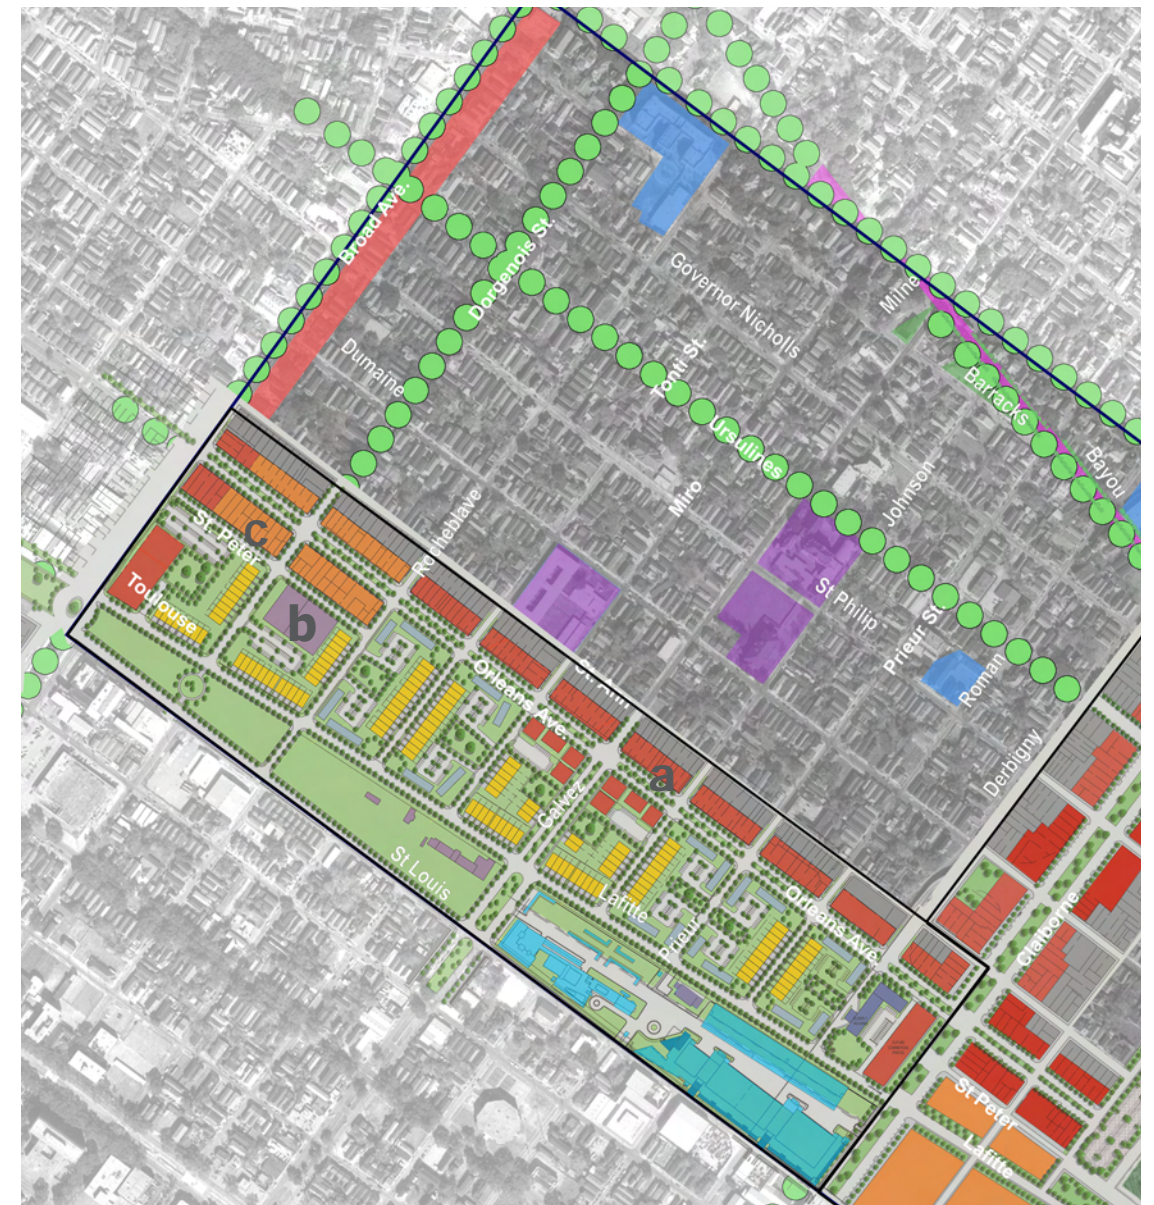 Broad Ave.
Dorgenois St.
Governor Nicholls
Milne
Dumaine
Tonti St.
Barracks
Ursulines
Bayou
Johnson
Miro
Rocheblave
c
St. Peter
St Philip
Toulouse
b
Prieur St.
Roman
St. Ann
Orleans Ave.
Derbigny
a
Galvez
St Louis
Lafitte
Orleans Ave.
Prieur
Claiborne
St Peter
Lafitte